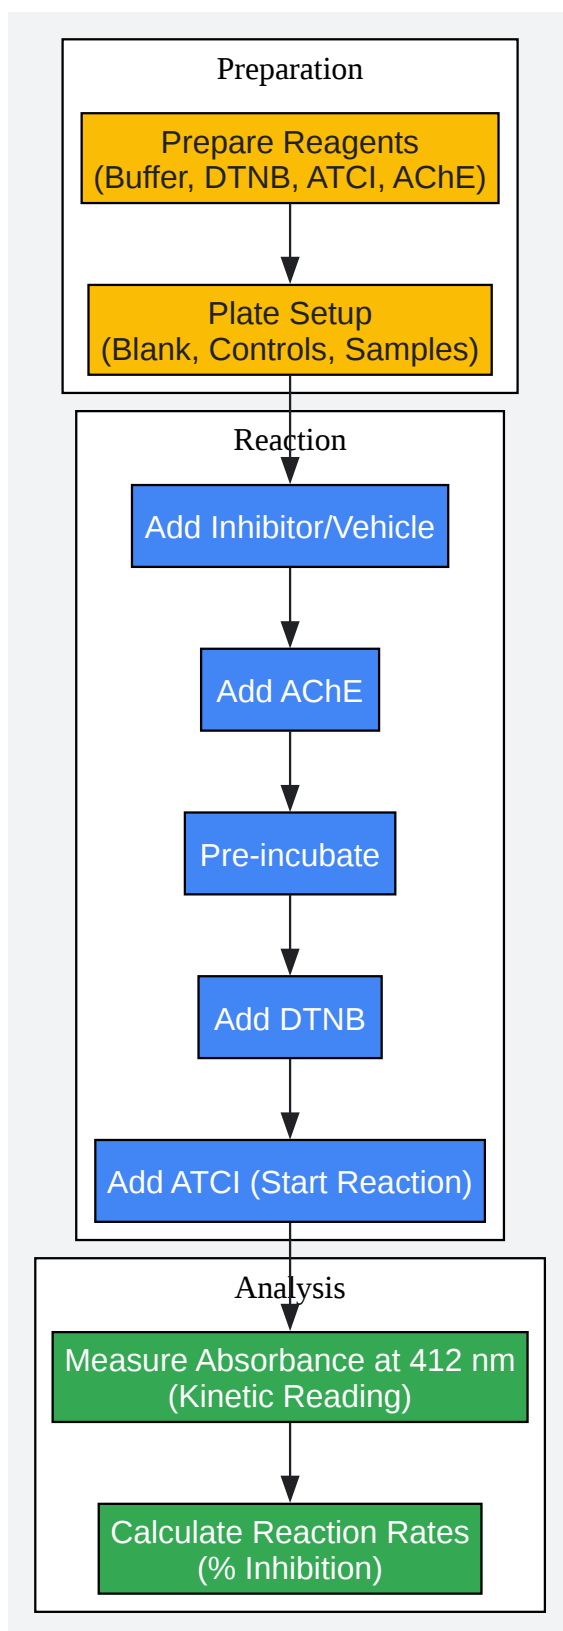 Preparation
Prepare Reagents
(Buffer, DTNB, ATCI, AChE)
Plate Setup
(Blank, Controls, Samples)
Reaction
Add Inhibitor/Vehicle
Add AChE
Pre-incubate
Add DTNB
Add ATCI (Start Reaction)
Analysis
Measure Absorbance at 412 nm
(Kinetic Reading)
Calculate Reaction Rates
(% Inhibition)